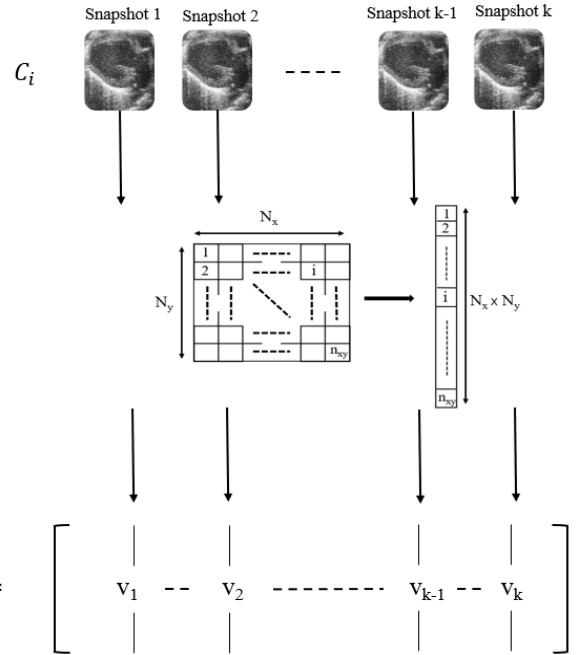 Snapshot 1 Snapshot 2 Snapshot k-1 Snapshot k
C_i
N_x
1
2 i
N_y
n_xy
1
2
i
N_x x N_y
n_xy
v_1 -- v_2 --------- v_k-1 -- v_k